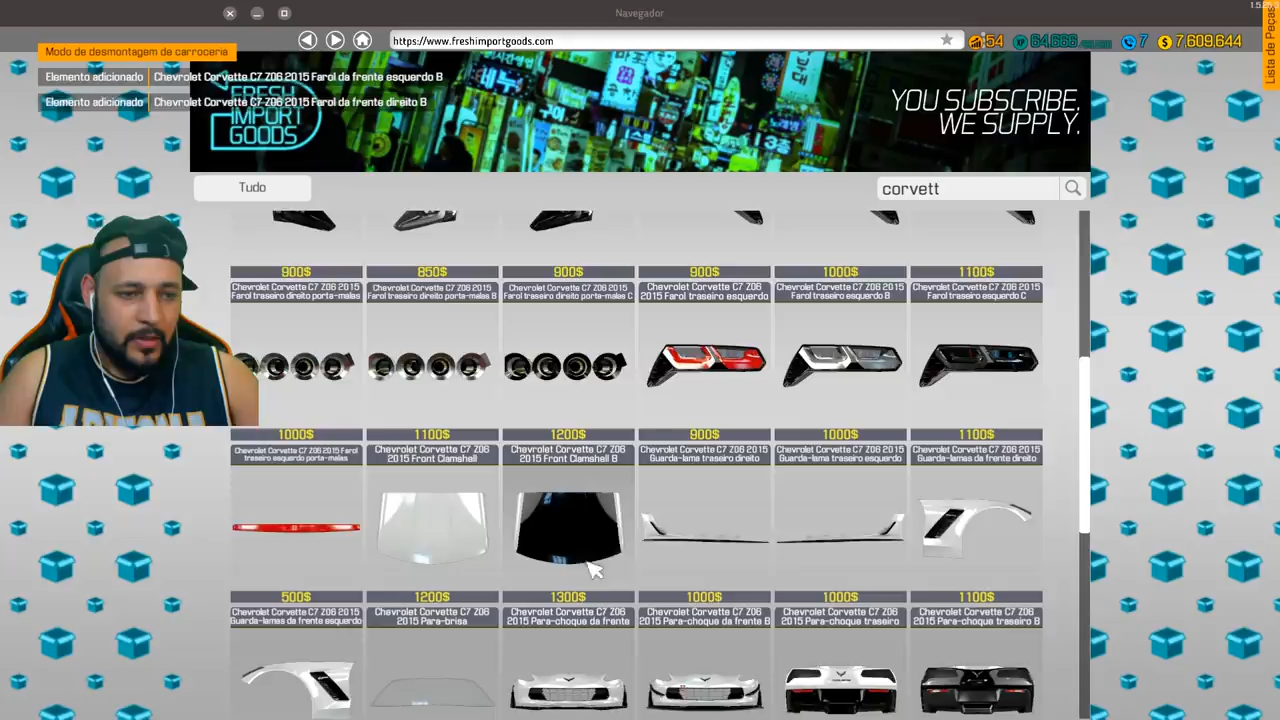 Navegador
1.5.25.3
https://www.freshimportgoods.com
54
64.666
7
7.609,644
Lista de Peças
Modo de desmontagem de carroceria
Elemento adicionado Chevrolet Corvette C7 Z06 2015 Farol da frente esquerdo B
Elemento adicionado Chevrolet Corvette C7 Z06 2015 Farol da frente direito B
FRESH
IMPORT
GOODS
YOU SUBSCRIBE.
WE SUPPLY.
Tudo
corvett
900$ 850$ 900$ 900$ 1000$ 1100$
Chevrolet Corvette C7 Z06 2015
Farol traseiro direito porta-malas
Chevrolet Corvette C7 Z06 2015
Farol traseiro direito porta-malas B
Chevrolet Corvette C7 Z06 2015
Farol traseiro direito porta-malas C
Chevrolet Corvette C7 Z06
2015 Farol traseiro esquerdo
Chevrolet Corvette C7 Z06 2015
Farol traseiro esquerdo B
Chevrolet Corvette C7 Z06 2015
Farol traseiro esquerdo C
1000$ 1100$ 1200$ 900$ 1000$ 1100$
Chevrolet Corvette C7 Z06 2015 Farol
traseiro esquerdo porta-malas
Chevrolet Corvette C7 Z06
2015 Front Clamshell
Chevrolet Corvette C7 Z06
2015 Front Clamshell B
Chevrolet Corvette C7 Z06 2015
Guarda-lama traseiro direito
Chevrolet Corvette C7 Z06 2015
Guarda-lama traseiro esquerdo
Chevrolet Corvette C7 Z06 2015
Guarda-lamas da frente direito
500$ 1200$ 1300$ 1000$ 1000$ 1100$
Chevrolet Corvette C7 Z06 2015
Guarda-lamas da frente esquerdo
Chevrolet Corvette C7 Z06
2015 Para-brisa
Chevrolet Corvette C7 Z06
2015 Para-choque da frente
Chevrolet Corvette C7 Z06
2015 Para-choque da frente B
Chevrolet Corvette C7 Z06
2015 Para-choque traseiro
Chevrolet Corvette C7 Z06
2015 Para-choque traseiro B